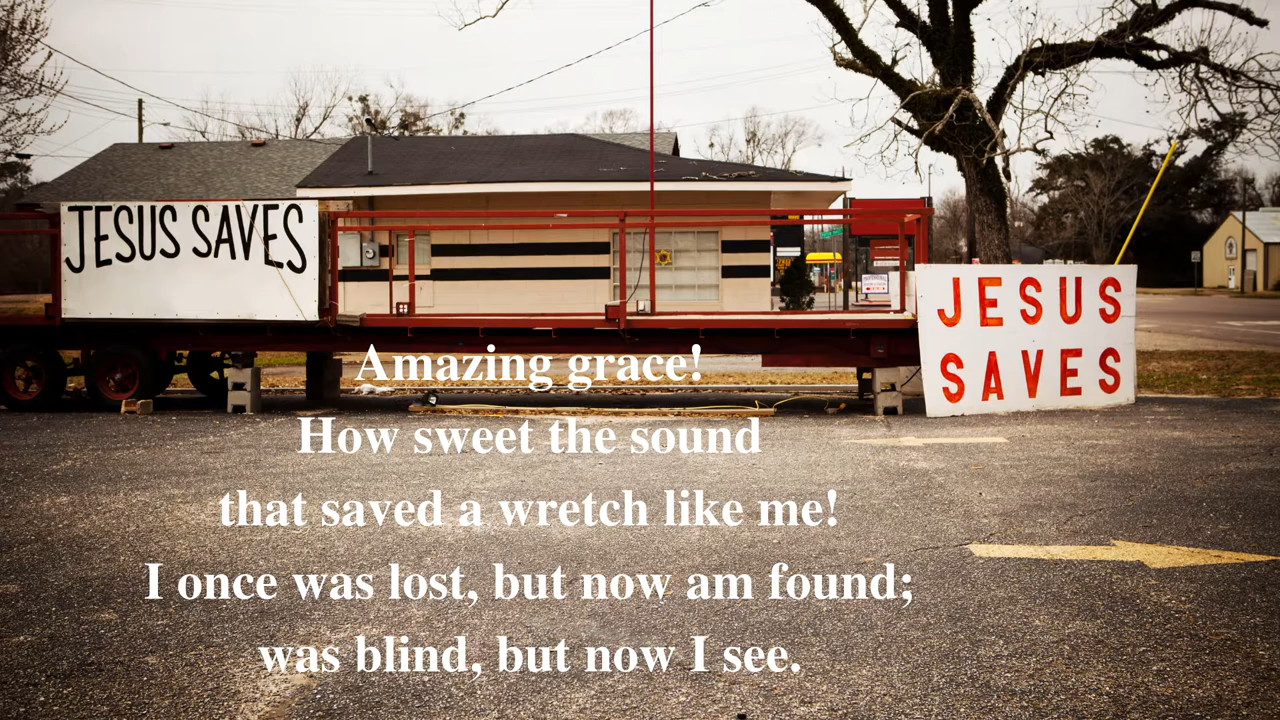 JESUS SAVES
JESUS
SAVES
Amazing grace!
How sweet the sound
that saved a wretch like me!
I once was lost, but now am found;
was blind, but now I see.